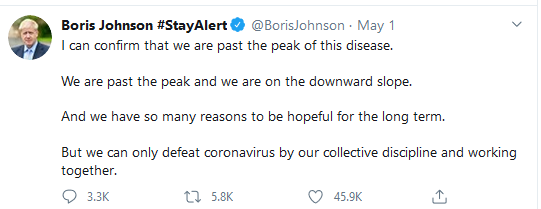 Boris Johnson #StayAlert @BorisJohnson · May 1
I can confirm that we are past the peak of this disease.
We are past the peak and we are on the downward slope.
And we have so many reasons to be hopeful for the long term.
But we can only defeat coronavirus by our collective discipline and working
together.
3.3K 5.8K 45.9K